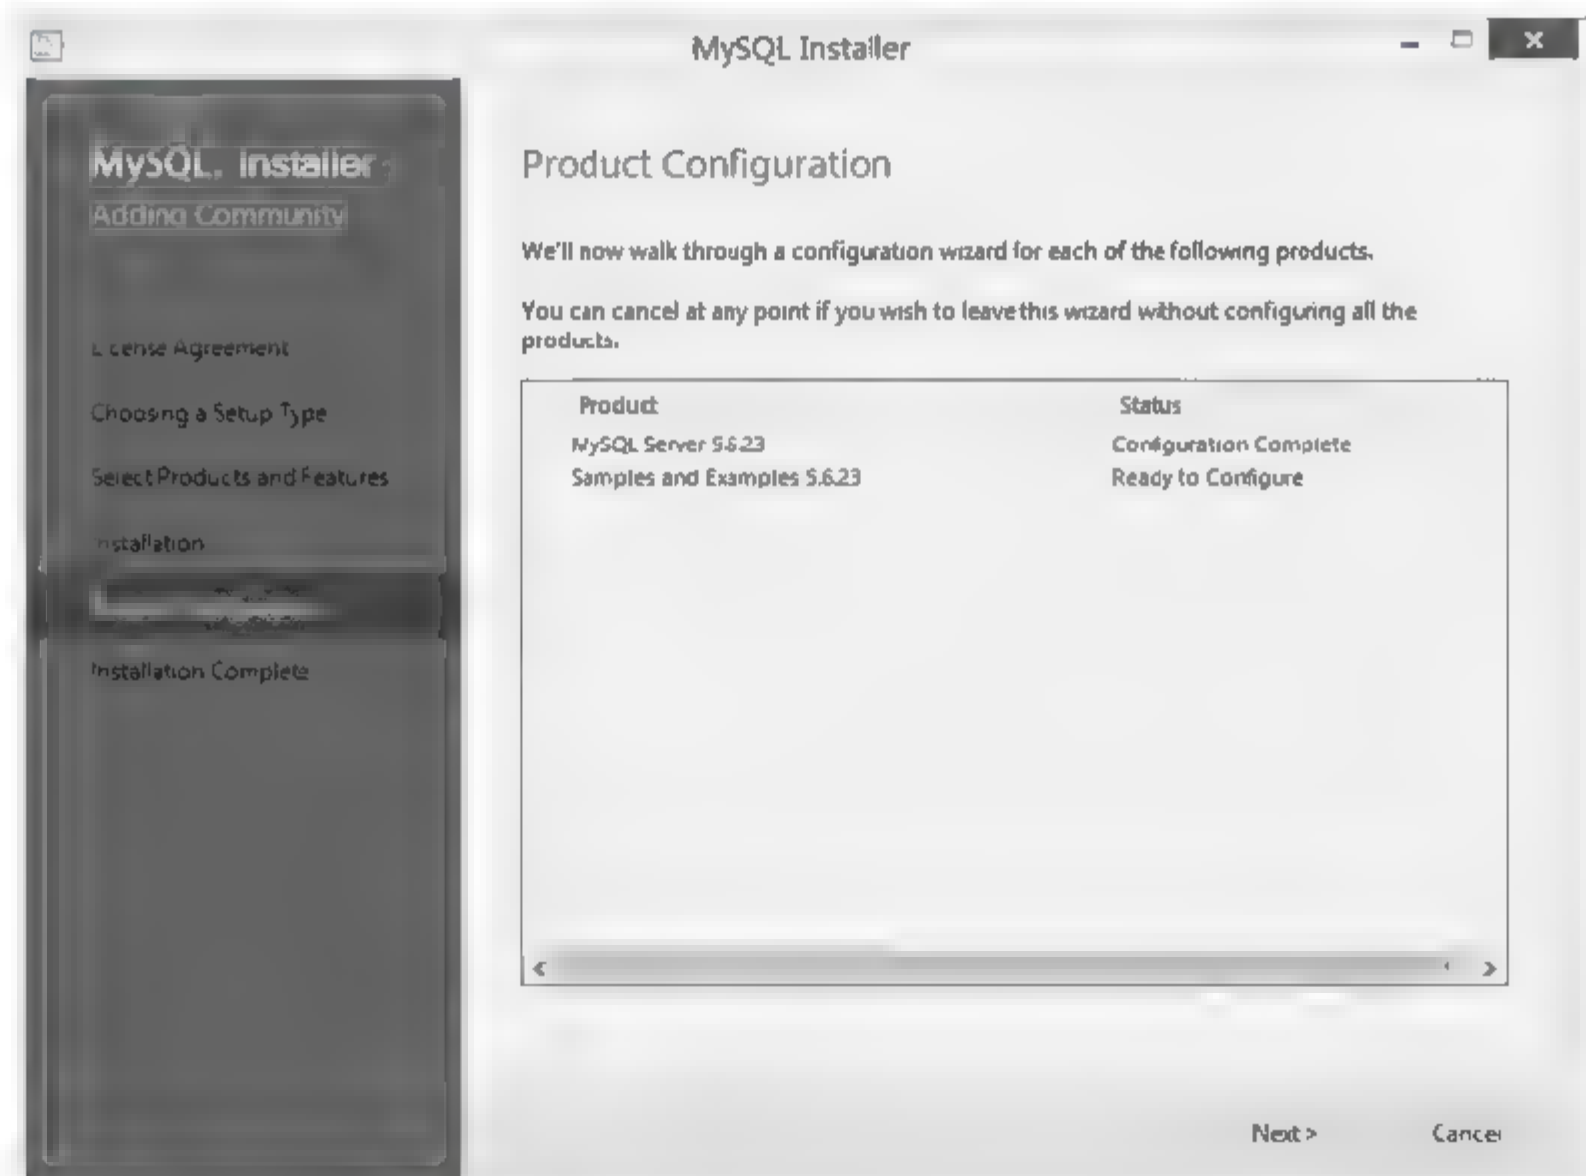 MySQL Installer
MySQL. Installer
Adding Community
License Agreement
Choosing a Setup Type
Select Products and Features
Installation
Installation Complete
Product Configuration
We'll now walk through a configuration wizard for each of the following products.
You can cancel at any point if you wish to leave this wizard without configuring all the
products.
Product Status
MySQL Server 5.6.23 Configuration Complete
Samples and Examples 5.6.23 Ready to Configure
Next > Cancel